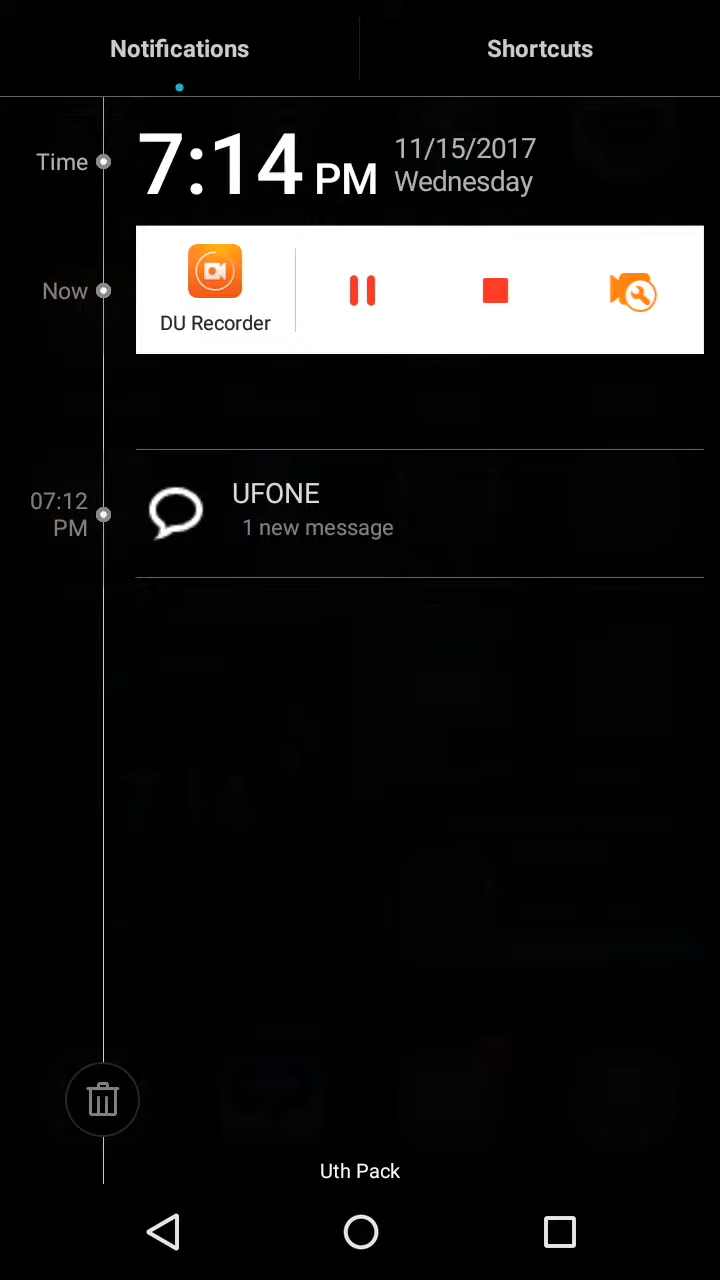 Notifications
Shortcuts
Time
7:14 PM
11/15/2017
Wednesday
Now
DU Recorder
07:12
PM
UFONE
1 new message
Uth Pack